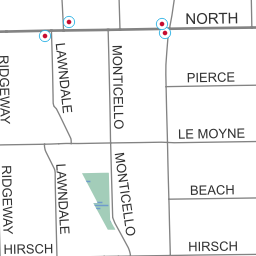 NORTH
RIDGEWAY
LAWNDALE
MONTICELLO
PIERCE
LE MOYNE
RIDGEWAY
LAWNDALE
MONTICELLO
BEACH
HIRSCH
HIRSCH